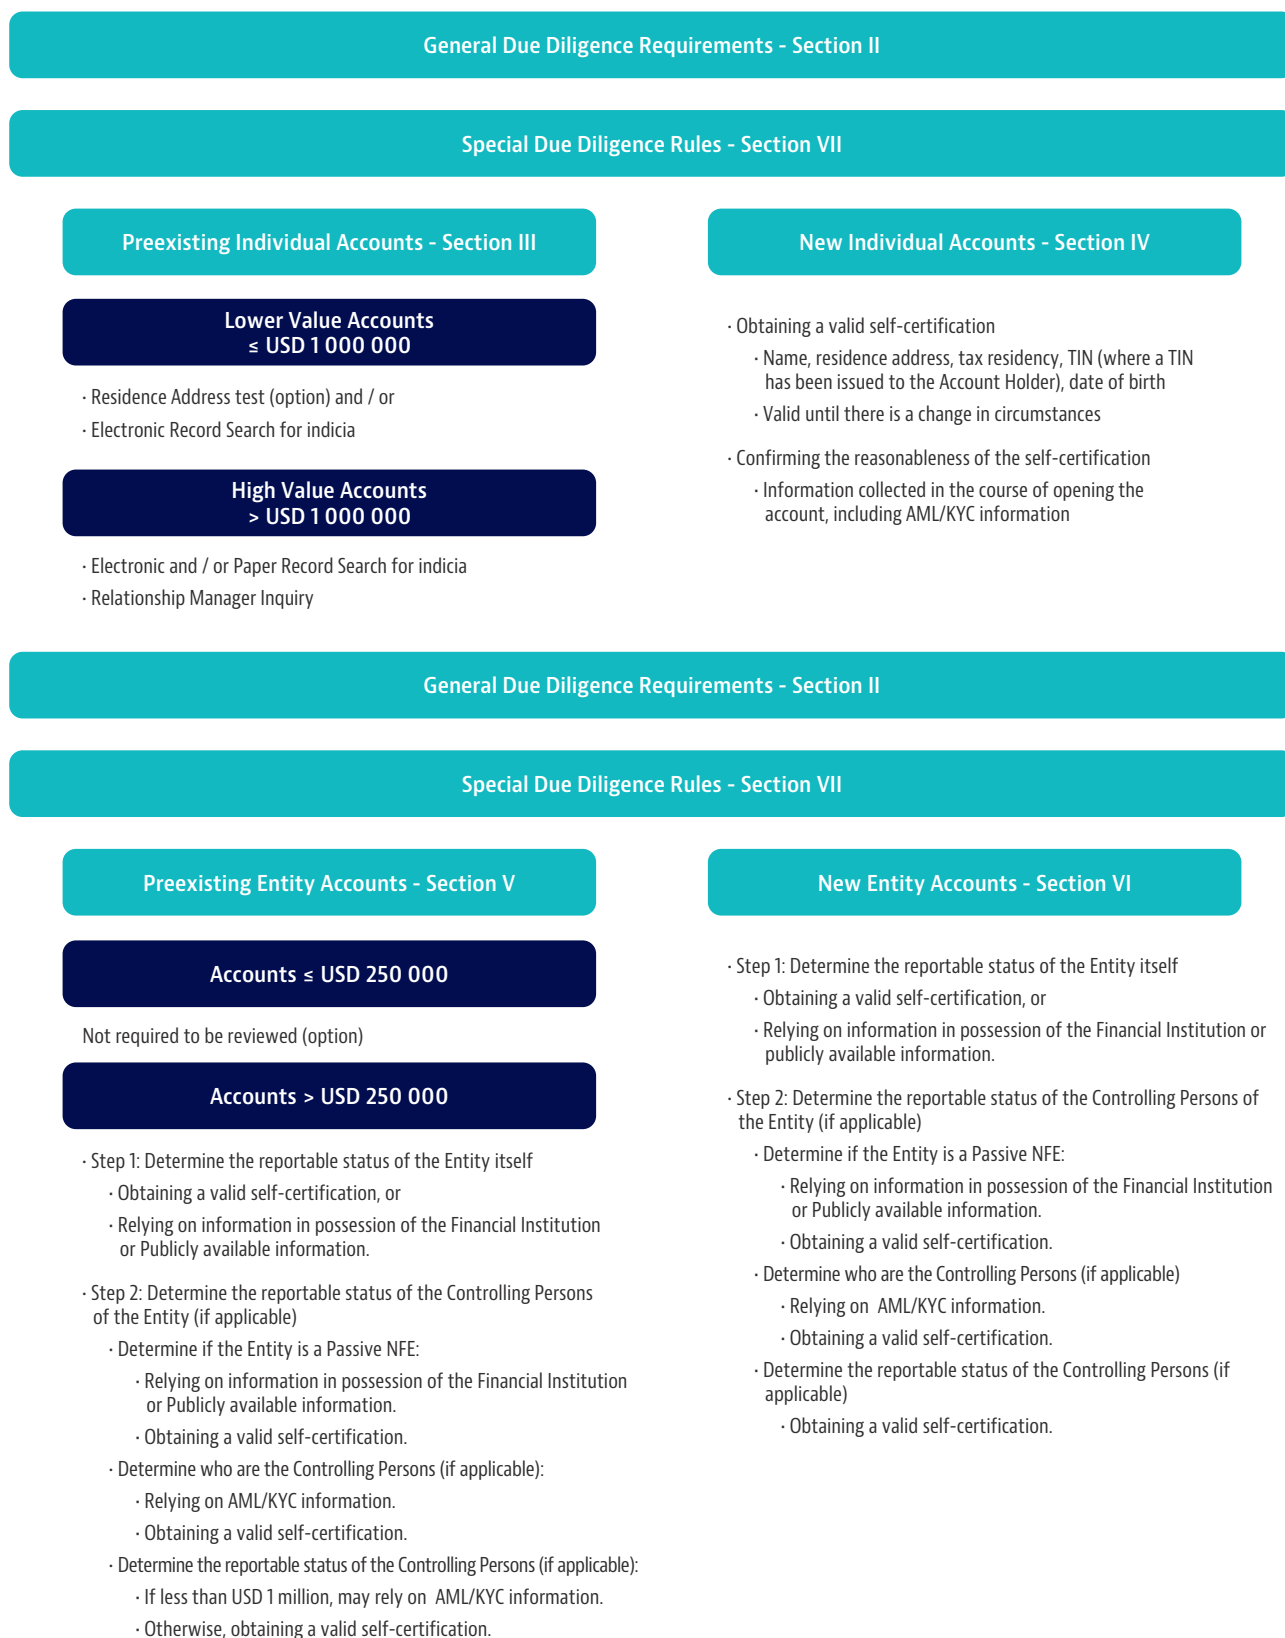 General Due Diligence Requirements - Section II
Special Due Diligence Rules - Section VII
Preexisting Individual Accounts - Section III
Lower Value Accounts
≤ USD 1 000 000
· Residence Address test (option) and / or
· Electronic Record Search for indicia
High Value Accounts
> USD 1 000 000
· Electronic and / or Paper Record Search for indicia
· Relationship Manager Inquiry
New Individual Accounts - Section IV
· Obtaining a valid self-certification
· Name, residence address, tax residency, TIN (where a TIN
has been issued to the Account Holder), date of birth
· Valid until there is a change in circumstances
· Confirming the reasonableness of the self-certification
· Information collected in the course of opening the
account, including AML/KYC information
General Due Diligence Requirements - Section II
Special Due Diligence Rules - Section VII
Preexisting Entity Accounts - Section V
Accounts ≤ USD 250 000
Not required to be reviewed (option)
Accounts > USD 250 000
· Step 1: Determine the reportable status of the Entity itself
· Obtaining a valid self-certification, or
· Relying on information in possession of the Financial Institution
or Publicly available information.
· Step 2: Determine the reportable status of the Controlling Persons
of the Entity (if applicable)
· Determine if the Entity is a Passive NFE:
· Relying on information in possession of the Financial Institution
or Publicly available information.
· Obtaining a valid self-certification.
· Determine who are the Controlling Persons (if applicable):
· Relying on AML/KYC information.
· Obtaining a valid self-certification.
· Determine the reportable status of the Controlling Persons (if applicable):
· If less than USD 1 million, may rely on AML/KYC information.
· Otherwise, obtaining a valid self-certification.
New Entity Accounts - Section VI
· Step 1: Determine the reportable status of the Entity itself
· Obtaining a valid self-certification, or
· Relying on information in possession of the Financial Institution or
publicly available information.
· Step 2: Determine the reportable status of the Controlling Persons of
the Entity (if applicable)
· Determine if the Entity is a Passive NFE:
· Relying on information in possession of the Financial Institution
or Publicly available information.
· Obtaining a valid self-certification.
· Determine who are the Controlling Persons (if applicable)
· Relying on AML/KYC information.
· Obtaining a valid self-certification.
· Determine the reportable status of the Controlling Persons (if
applicable)
· Obtaining a valid self-certification.